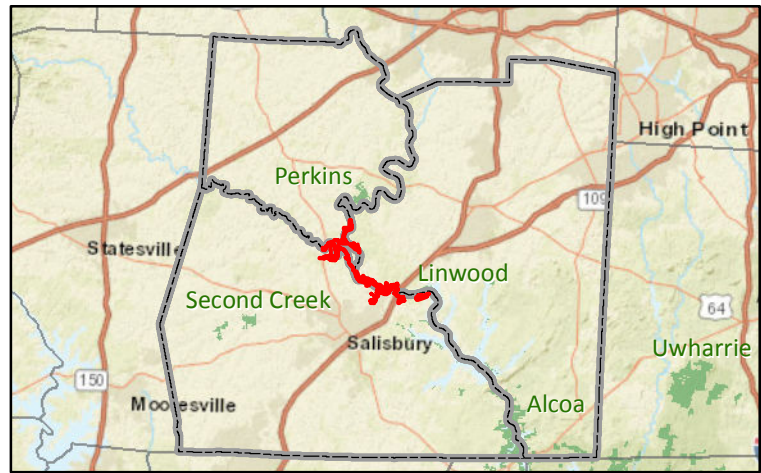 High Point
Perkins
109
Statesville
Linwood
Second Creek
64
Salisbury
Uwharrie
150
Mooresville
Alcoa